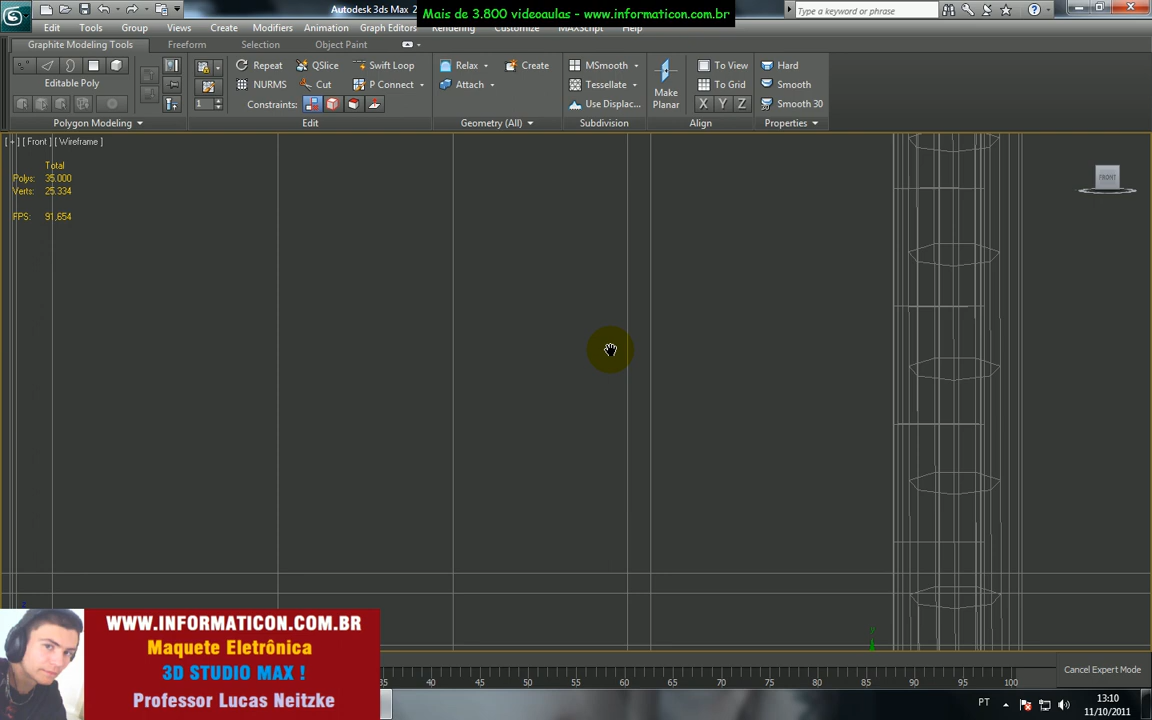 Autodesk 3ds Max 2
Mais de 3.800 videoaulas - www.informaticon.com.br
Type a keyword or phrase
Edit Tools Group Views Create Modifiers Animation Graph Editors Rendering Customize MAXScript Help
Graphite Modeling Tools Freeform Selection Object Paint
Repeat QSlice Swift Loop Relax Create MSmooth To View Hard
Editable Poly NURMS Cut P Connect Attach Tessellate Make Planar To Grid Smooth
1 Constraints: Use Displac... X Y Z Smooth 30
Polygon Modeling Edit Geometry (All) Subdivision Align Properties
[ + ] [ Front ] [ Wireframe ]
Total
Polys: 35.000
Verts: 25.334
FPS: 91,654
FRONT
y
WWW.INFORMATICON.COM.BR
Maquete Eletrônica
3D STUDIO MAX !
Professor Lucas Neitzke
35 40 45 50 55 60 65 70 75 80 85 90 95 100
Cancel Expert Mode
PT
13:10
11/10/2011